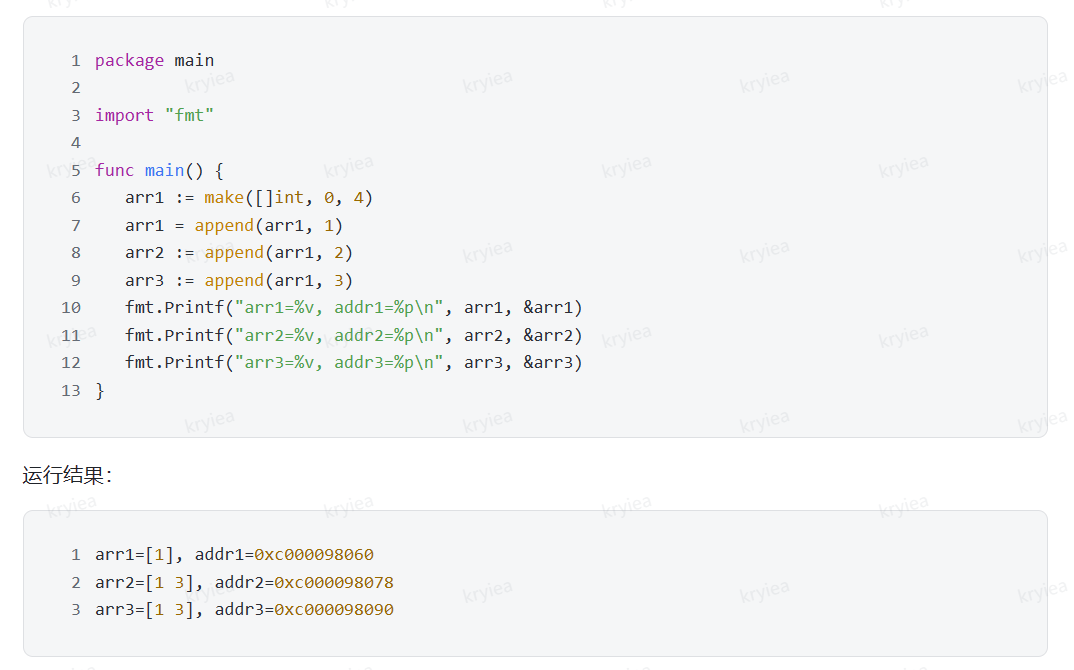 1 package main
2
3 import "fmt"
4
5 func main() {
6    arr1 := make([]int, 0, 4)
7    arr1 = append(arr1, 1)
8    arr2 := append(arr1, 2)
9    arr3 := append(arr1, 3)
10    fmt.Printf("arr1=%v, addr1=%p\n", arr1, &arr1)
11    fmt.Printf("arr2=%v, addr2=%p\n", arr2, &arr2)
12    fmt.Printf("arr3=%v, addr3=%p\n", arr3, &arr3)
13 }
运行结果：
1 arr1=[1], addr1=0xc000098060
2 arr2=[1 3], addr2=0xc000098078
3 arr3=[1 3], addr3=0xc000098090
kryiea